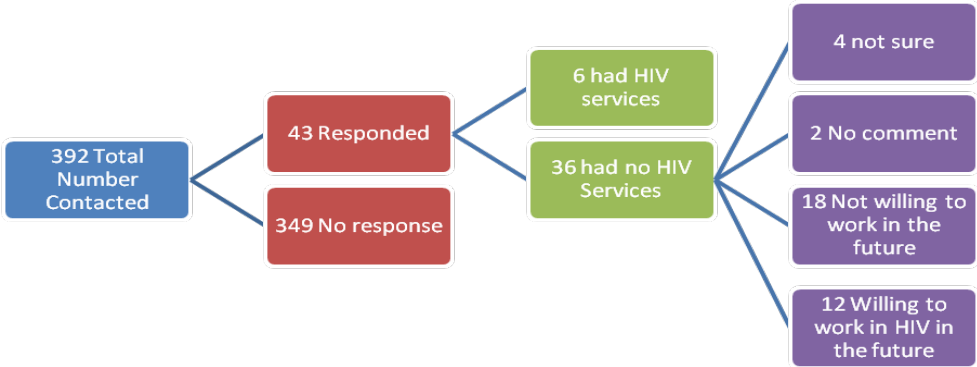 392 Total
Number
Contacted
43 Responded
349 No response
6 had HIV
services
36 had no HIV
Services
4 not sure
2 No comment
18 Not willing to
work in the
future
12 Willing to
work in HIV in
the future